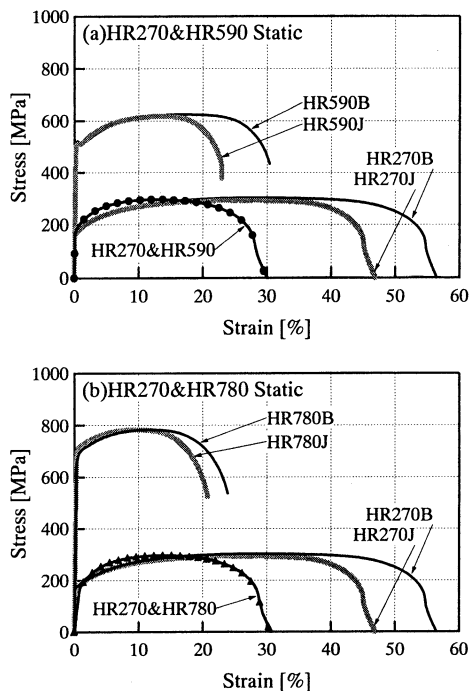 1000
(a)HR270&HR590 Static
800
HR590B
600
HR590J
Stress [MPa]
400
HR270B
HR270J
200
HR270&HR590
0
0 10 20 30 40 50 60
Strain [%]
1000
(b)HR270&HR780 Static
800
HR780B
HR780J
600
Stress [MPa]
400
HR270B
HR270J
200
HR270&HR780
0
0 10 20 30 40 50 60
Strain [%]